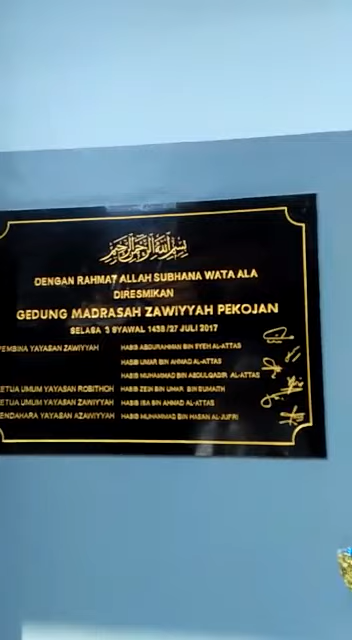 بسم الله الرحمن الرحيم
DENGAN RAHMAT ALLAH SUBHANA WATA ALA
DIRESMIKAN
GEDUNG MADRASAH ZAWIYYAH PEKOJAN
SELASA 3 SYAWAL 1438/27 JULI 2017
PEMBINA YAYASAN ZAWIYYAH HABIB ABDURAHMAN BIN SYEH AL-ATTAS
HABIB UMAR BIN AHMAD AL-ATTAS
HABIB MUHAMMAD BIN ABDULQADIR AL-ATTAS
KETUA UMUM YAYASAN ROBITHOH HABIB ZEIN BIN UMAR BIN SUMAITH
KETUA UMUM YAYASAN ZAWIYYAH HABIB ISA BIN AHMAD AL-ATTAS
BENDAHARA YAYASAN AZAWIYYAH HABIB MUHAMMAD BIN HASAN AL-JUFRI